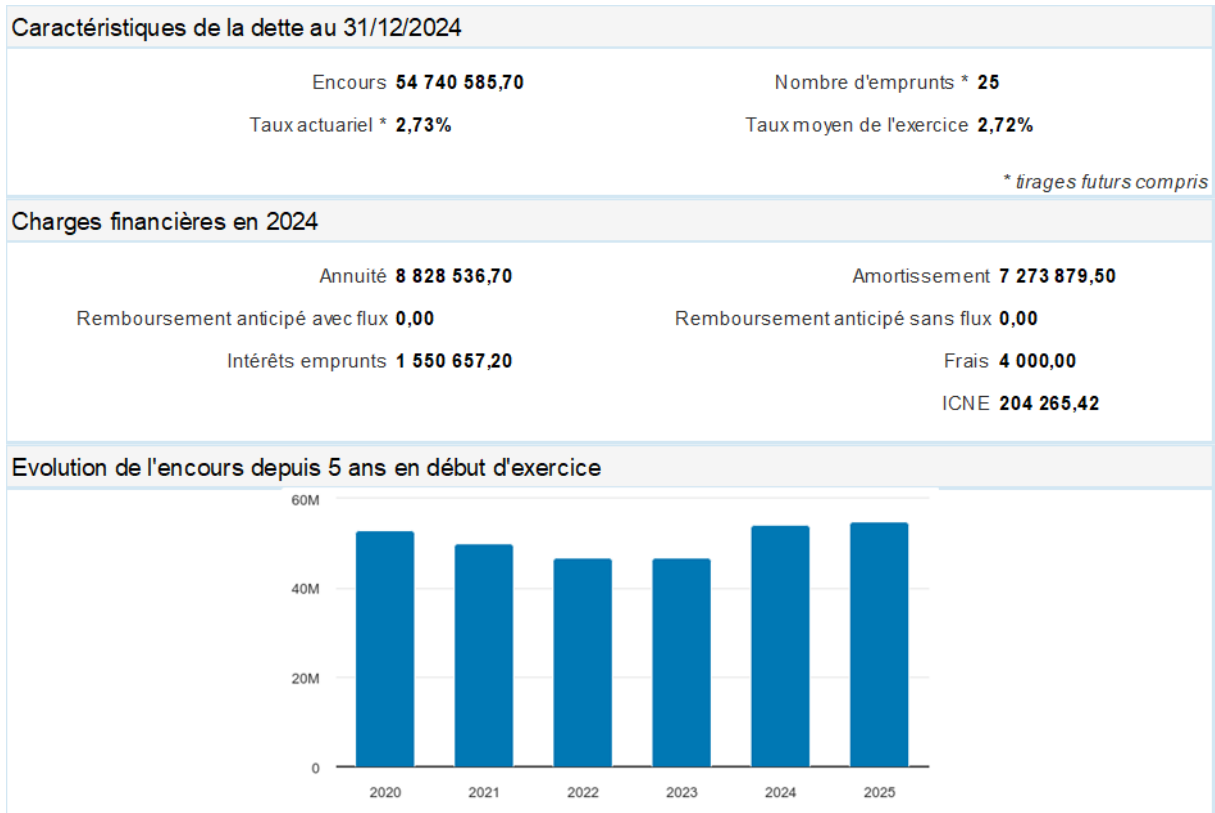 Caractéristiques de la dette au 31/12/2024
Encours 54 740 585,70 Nombre d'emprunts * 25
Taux actuariel * 2,73% Taux moyen de l'exercice 2,72%
* tirages futurs compris
Charges financières en 2024
Annuité 8 828 536,70 Amortissement 7 273 879,50
Remboursement anticipé avec flux 0,00 Remboursement anticipé sans flux 0,00
Intérêts emprunts 1 550 657,20 Frais 4 000,00
ICNE 204 265,42
Evolution de l'encours depuis 5 ans en début d'exercice
60M
40M
20M
0
2020 2021 2022 2023 2024 2025